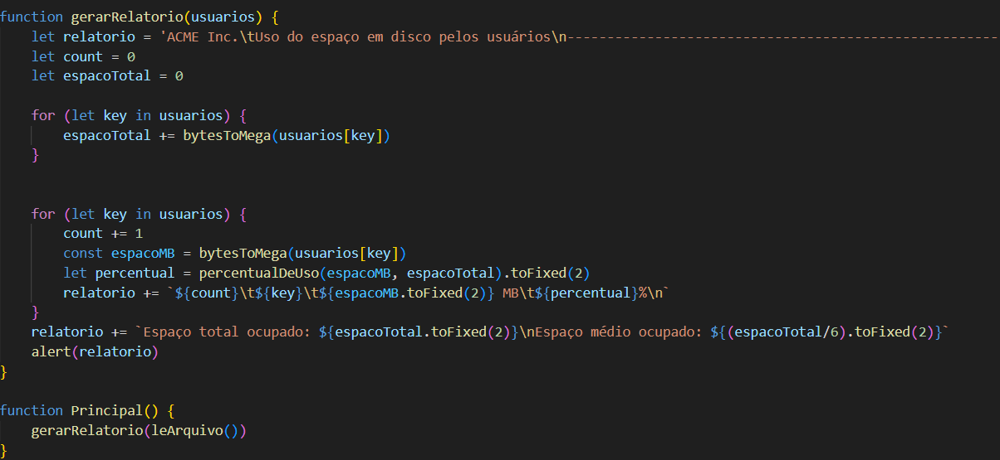 function gerarRelatorio(usuarios) {
    let relatorio = 'ACME Inc.\tUso do espaço em disco pelos usuários\n------------------------------------------------------
    let count = 0
    let espacoTotal = 0
    for (let key in usuarios) {
        espacoTotal += bytesToMega(usuarios[key])
    }
    for (let key in usuarios) {
        count += 1
        const espacoMB = bytesToMega(usuarios[key])
        let percentual = percentualDeUso(espacoMB, espacoTotal).toFixed(2)
        relatorio += `${count}\t${key}\t${espacoMB.toFixed(2)} MB\t${percentual}%\n`
    }
    relatorio += `Espaço total ocupado: ${espacoTotal.toFixed(2)}\nEspaço médio ocupado: ${(espacoTotal/6).toFixed(2)}`
    alert(relatorio)
}
function Principal() {
    gerarRelatorio(leArquivo())
}